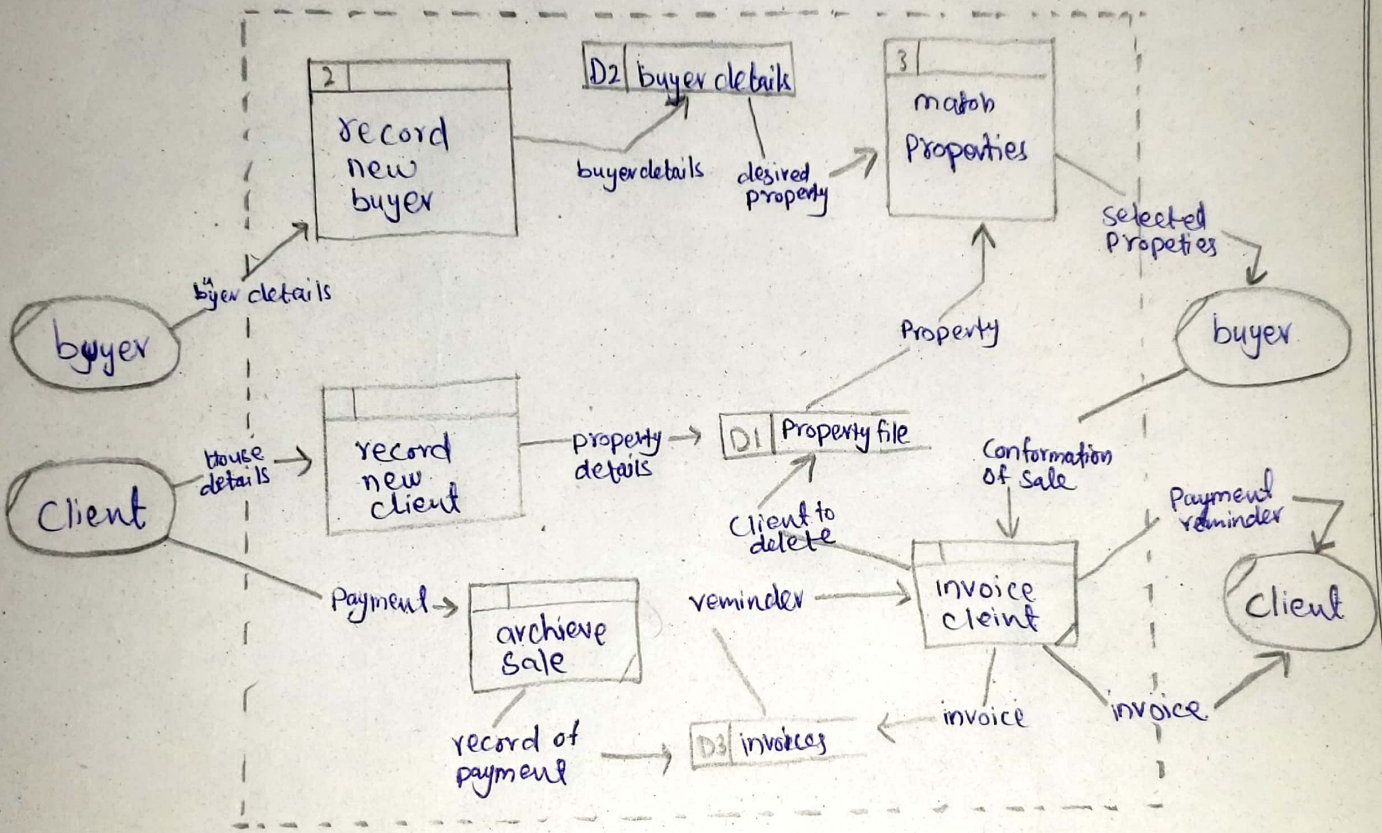 2
record
new
buyer
D2 buyer details
3
matoh
Properties
buyerdetails
desired
property
selected
Propeties
buyer details
buyer
buyer
Property
House
details
record
new
client
property
details
D1 Property file
Conformation
of sale
Payment
reminder
Client
Client to
delete
Payment
archieve
Sale
reminder
invoice
cleint
Client
record of
payment
D3 invoices
invoice
invoice